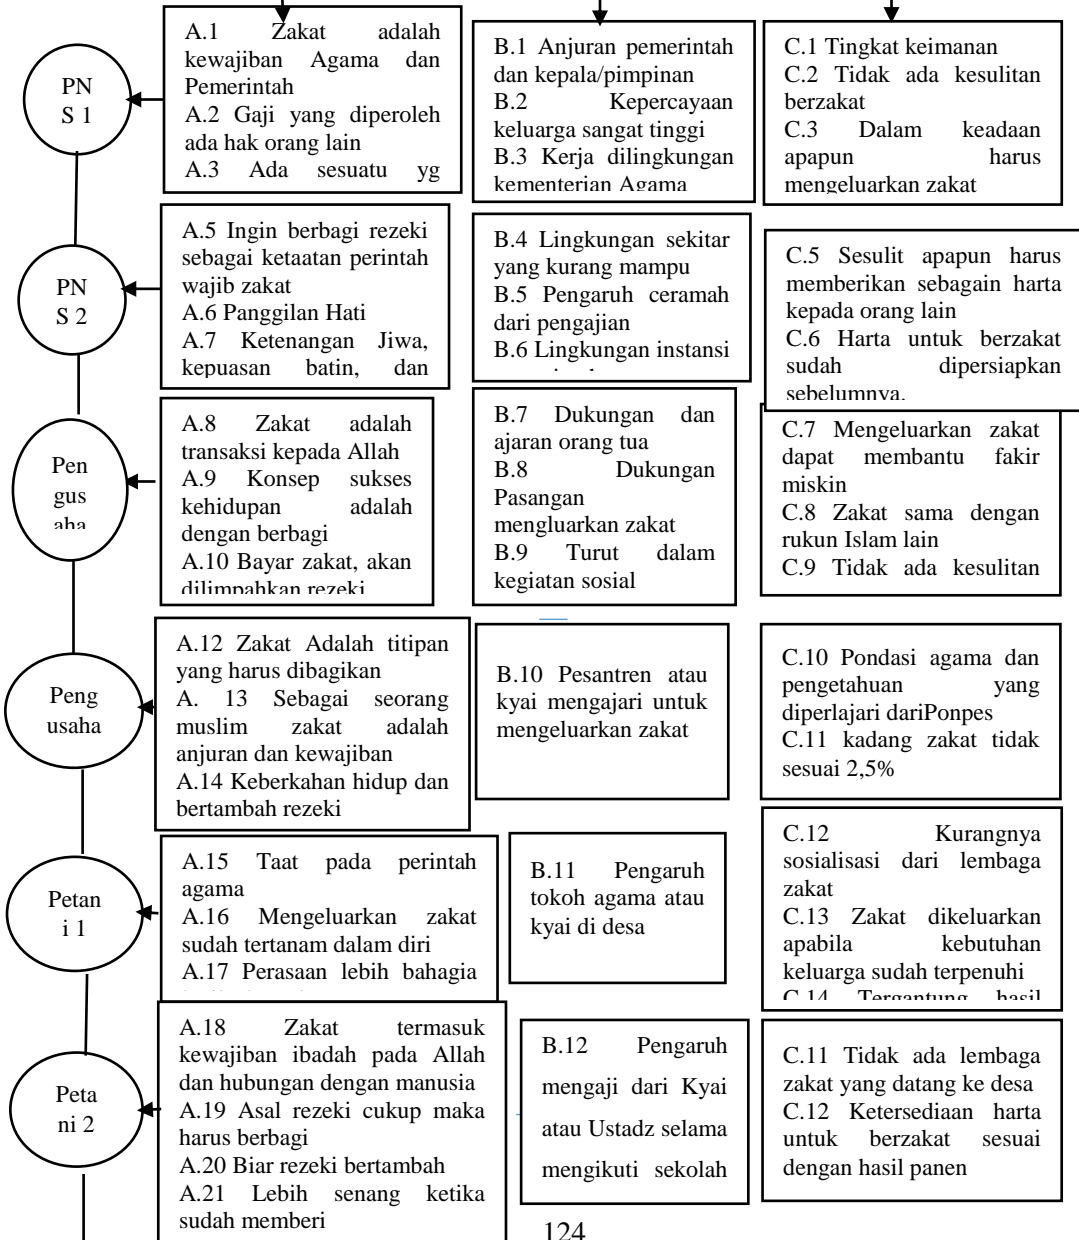 PN
S 1
A.1 Zakat adalah
kewajiban Agama dan
Pemerintah
A.2 Gaji yang diperoleh
ada hak orang lain
A.3 Ada sesuatu yg
B.1 Anjuran pemerintah
dan kepala/pimpinan
B.2 Kepercayaan
keluarga sangat tinggi
B.3 Kerja dilingkungan
kementerian Agama
C.1 Tingkat keimanan
C.2 Tidak ada kesulitan
berzakat
C.3 Dalam keadaan
apapun harus
mengeluarkan zakat
PN
S 2
A.5 Ingin berbagi rezeki
sebagai ketaatan perintah
wajib zakat
A.6 Panggilan Hati
A.7 Ketenangan Jiwa,
kepuasan batin, dan
B.4 Lingkungan sekitar
yang kurang mampu
B.5 Pengaruh ceramah
dari pengajian
B.6 Lingkungan instansi
C.5 Sesulit apapun harus
memberikan sebagain harta
kepada orang lain
C.6 Harta untuk berzakat
sudah dipersiapkan
sebelumnya.
Pen
gus
aha
A.8 Zakat adalah
transaksi kepada Allah
A.9 Konsep sukses
kehidupan adalah
dengan berbagi
A.10 Bayar zakat, akan
dilimpahkan rezeki
B.7 Dukungan dan
ajaran orang tua
B.8 Dukungan
Pasangan
mengluarkan zakat
B.9 Turut dalam
kegiatan sosial
C.7 Mengeluarkan zakat
dapat membantu fakir
miskin
C.8 Zakat sama dengan
rukun Islam lain
C.9 Tidak ada kesulitan
Peng
usaha
A.12 Zakat Adalah titipan
yang harus dibagikan
A. 13 Sebagai seorang
muslim zakat adalah
anjuran dan kewajiban
A.14 Keberkahan hidup dan
bertambah rezeki
B.10 Pesantren atau
kyai mengajari untuk
mengeluarkan zakat
C.10 Pondasi agama dan
pengetahuan yang
diperlajari dariPonpes
C.11 kadang zakat tidak
sesuai 2,5%
Petan
i 1
A.15 Taat pada perintah
agama
A.16 Mengeluarkan zakat
sudah tertanam dalam diri
A.17 Perasaan lebih bahagia
B.11 Pengaruh
tokoh agama atau
kyai di desa
C.12 Kurangnya
sosialisasi dari lembaga
zakat
C.13 Zakat dikeluarkan
apabila kebutuhan
keluarga sudah terpenuhi
C.14 Tergantung hasil
Peta
ni 2
A.18 Zakat termasuk
kewajiban ibadah pada Allah
dan hubungan dengan manusia
A.19 Asal rezeki cukup maka
harus berbagi
A.20 Biar rezeki bertambah
A.21 Lebih senang ketika
sudah memberi
B.12 Pengaruh
mengaji dari Kyai
atau Ustadz selama
mengikuti sekolah
C.11 Tidak ada lembaga
zakat yang datang ke desa
C.12 Ketersediaan harta
untuk berzakat sesuai
dengan hasil panen
124